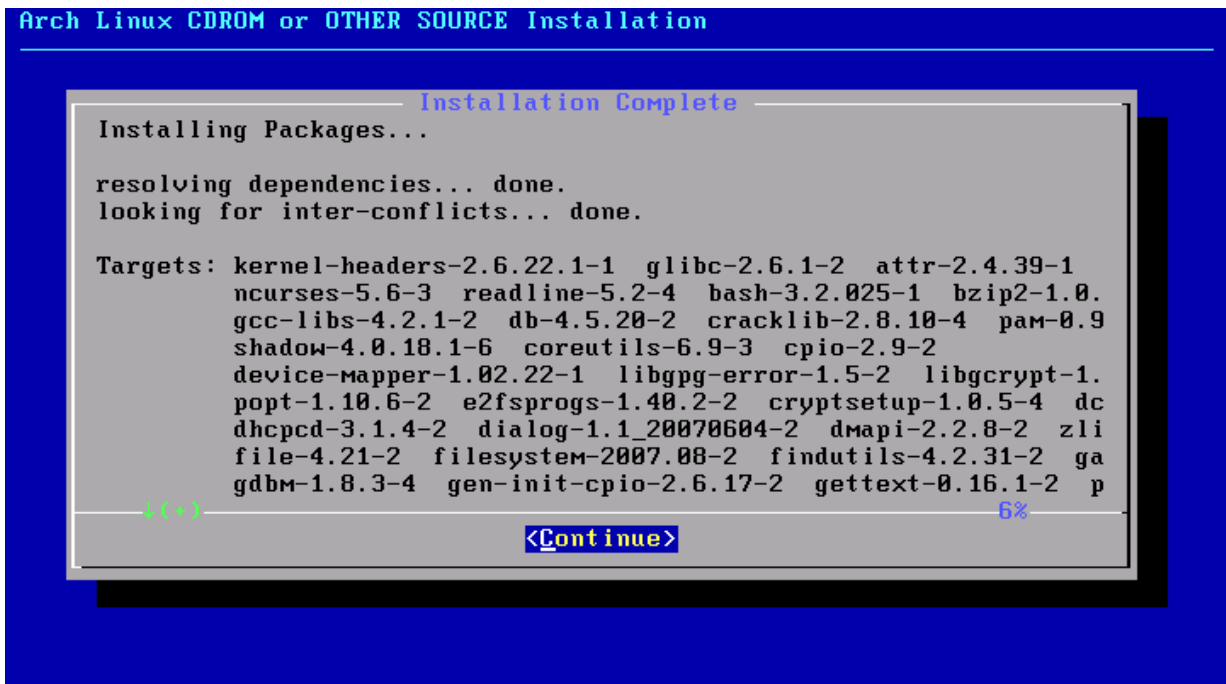 Arch Linux CDROM or OTHER SOURCE Installation
Installation Complete
Installing Packages...
resolving dependencies... done.
looking for inter-conflicts... done.
Targets: kernel-headers-2.6.22.1-1 glibc-2.6.1-2 attr-2.4.39-1
ncurses-5.6-3 readline-5.2-4 bash-3.2.025-1 bzip2-1.0.
gcc-libs-4.2.1-2 db-4.5.20-2 cracklib-2.8.10-4 pam-0.9
shadow-4.0.18.1-6 coreutils-6.9-3 cpio-2.9-2
device-mapper-1.02.22-1 libgpg-error-1.5-2 libgcrypt-1.
popt-1.10.6-2 e2fsprogs-1.40.2-2 cryptsetup-1.0.5-4 dc
dhcpcd-3.1.4-2 dialog-1.1_20070604-2 dmapi-2.2.8-2 zli
file-4.21-2 filesystem-2007.08-2 findutils-4.2.31-2 ga
gdbm-1.8.3-4 gen-init-cpio-2.6.17-2 gettext-0.16.1-2 p
↓(+) 6%
<Continue>